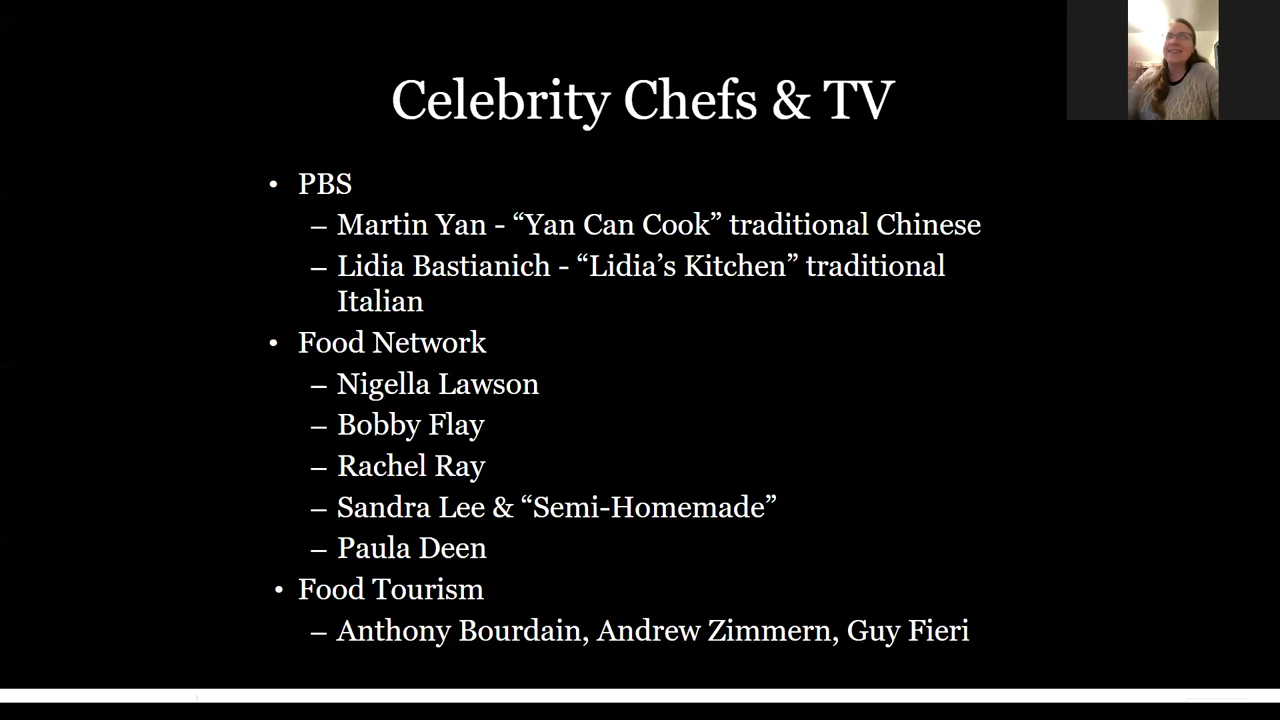 Celebrity Chefs & TV
• PBS
– Martin Yan - “Yan Can Cook” traditional Chinese
– Lidia Bastianich - “Lidia’s Kitchen” traditional
Italian
• Food Network
– Nigella Lawson
– Bobby Flay
– Rachel Ray
– Sandra Lee & “Semi-Homemade”
– Paula Deen
• Food Tourism
– Anthony Bourdain, Andrew Zimmern, Guy Fieri